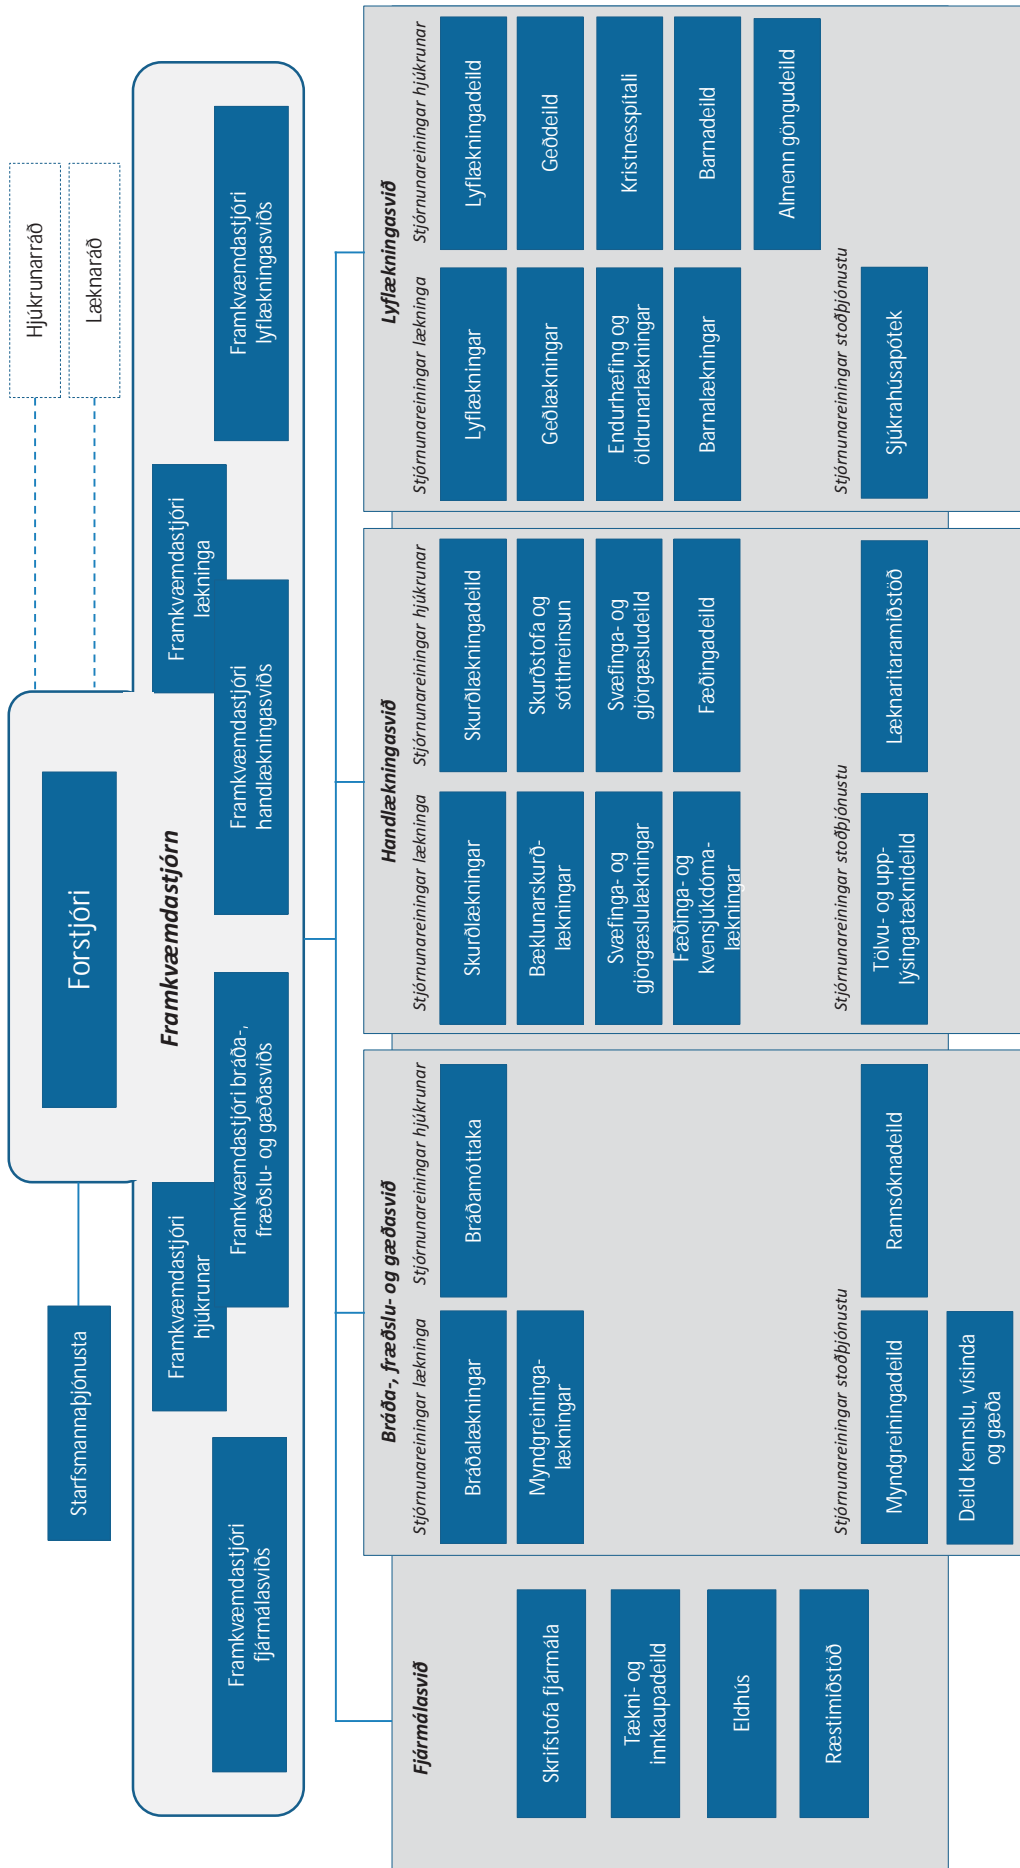 Hjúkrunarráð
Læknaráð
Forstjóri
Starfsmannaþjónusta
Framkvæmdastjórn
Framkvæmdastjóri
hjúkrunar
Framkvæmdastjóri
lækninga
Framkvæmdastjóri
fjármálasviðs
Framkvæmdastjóri bráða-,
fræðslu- og gæðasviðs
Framkvæmdastjóri
handlækningasviðs
Framkvæmdastjóri
lyflækningasviðs
Fjármálasvið
Skrifstofa fjármála
Tækni- og
innkaupadeild
Eldhús
Ræstimiðstöð
Bráða-, fræðslu- og gæðasvið
Stjórnunareiningar lækninga
Bráðalækningar
Myndgreininga-
lækningar
Stjórnunareiningar hjúkrunar
Bráðamóttaka
Stjórnunareiningar stoðþjónustu
Myndgreiningadeild
Rannsóknadeild
Deild kennslu, vísinda
og gæða
Handlækningasvið
Stjórnunareiningar lækninga
Skurðlækningar
Bæklunarskurð-
lækningar
Svæfinga- og
gjörgæslulækningar
Fæðinga- og
kvensjúkdóma-
lækningar
Stjórnunareiningar hjúkrunar
Skurðlækningadeild
Skurðstofa og
sótthreinsun
Svæfinga- og
gjörgæsludeild
Fæðingadeild
Stjórnunareiningar stoðþjónustu
Tölvu- og upp-
lýsingatæknideild
Læknaritaramiðstöð
Lyflækningasvið
Stjórnunareiningar lækninga
Lyflækningar
Geðlækningar
Endurhæfing og
öldrunarlækningar
Barnalækningar
Stjórnunareiningar hjúkrunar
Lyflækningadeild
Geðdeild
Kristnesspítali
Barnadeild
Almenn göngudeild
Stjórnunareiningar stoðþjónustu
Sjúkrahúsapótek